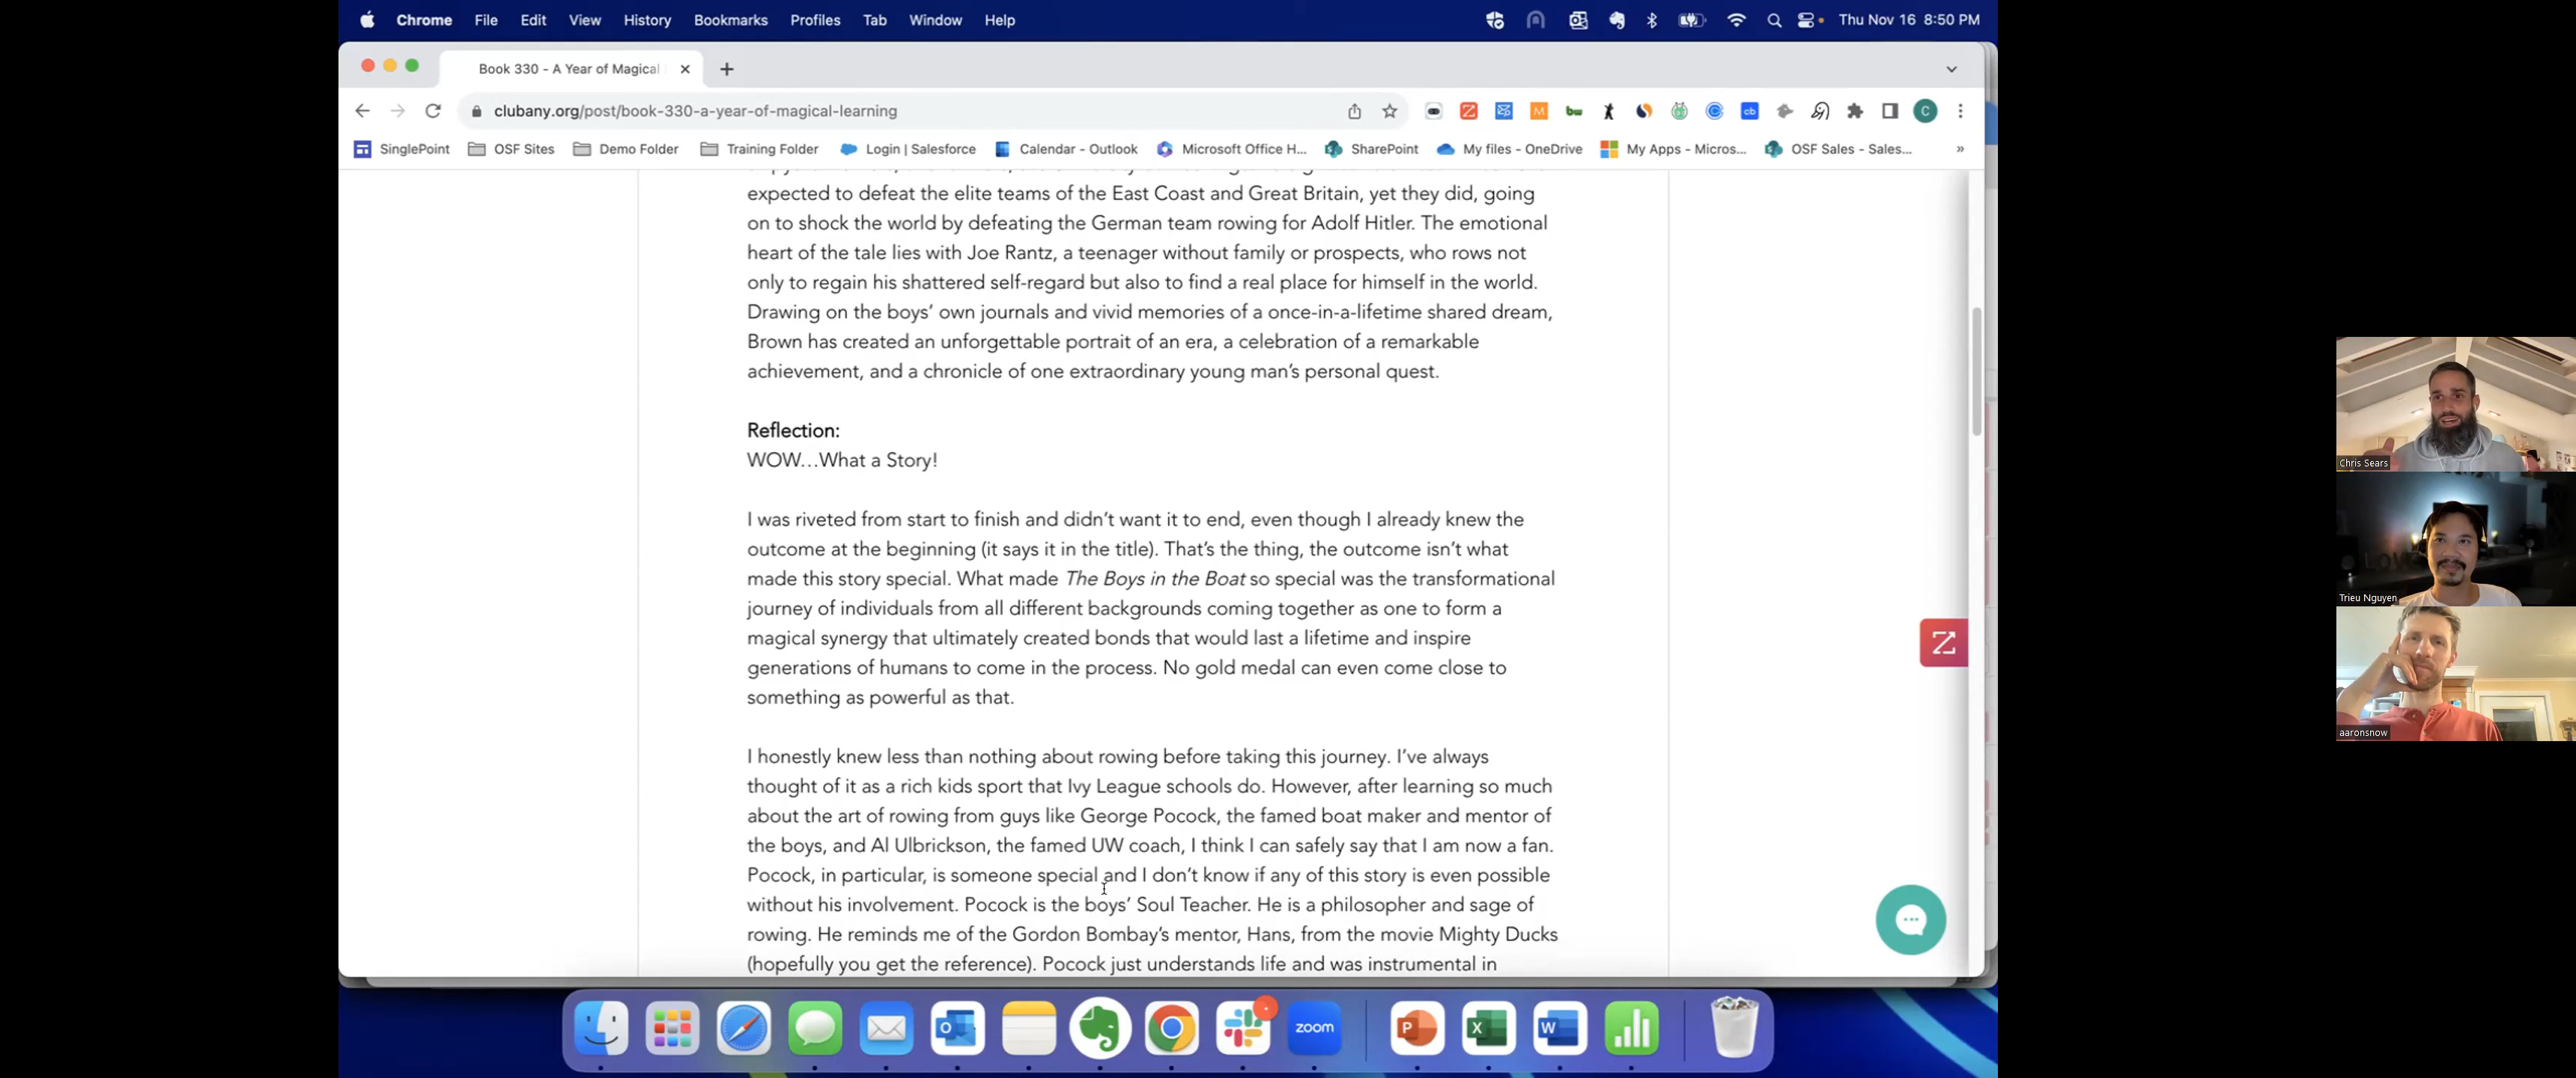 Chrome File Edit View History Bookmarks Profiles Tab Window Help Thu Nov 16 8:50 PM
Book 330 - A Year of Magical
clubany.org/post/book-330-a-year-of-magical-learning
SinglePoint OSF Sites Demo Folder Training Folder Login | Salesforce Calendar - Outlook Microsoft Office H... SharePoint My files - OneDrive My Apps - Micros... OSF Sales - Sales... »
expected to defeat the elite teams of the East Coast and Great Britain, yet they did, going
on to shock the world by defeating the German team rowing for Adolf Hitler. The emotional
heart of the tale lies with Joe Rantz, a teenager without family or prospects, who rows not
only to regain his shattered self-regard but also to find a real place for himself in the world.
Drawing on the boys' own journals and vivid memories of a once-in-a-lifetime shared dream,
Brown has created an unforgettable portrait of an era, a celebration of a remarkable
achievement, and a chronicle of one extraordinary young man's personal quest.
Reflection:
WOW...What a Story!
I was riveted from start to finish and didn't want it to end, even though I already knew the
outcome at the beginning (it says it in the title). That's the thing, the outcome isn't what
made this story special. What made The Boys in the Boat so special was the transformational
journey of individuals from all different backgrounds coming together as one to form a
magical synergy that ultimately created bonds that would last a lifetime and inspire
generations of humans to come in the process. No gold medal can even come close to
something as powerful as that.
I honestly knew less than nothing about rowing before taking this journey. I've always
thought of it as a rich kids sport that Ivy League schools do. However, after learning so much
about the art of rowing from guys like George Pocock, the famed boat maker and mentor of
the boys, and Al Ulbrickson, the famed UW coach, I think I can safely say that I am now a fan.
Pocock, in particular, is someone special and I don't know if any of this story is even possible
without his involvement. Pocock is the boys' Soul Teacher. He is a philosopher and sage of
rowing. He reminds me of the Gordon Bombay's mentor, Hans, from the movie Mighty Ducks
(hopefully you get the reference). Pocock just understands life and was instrumental in
zoom
Chris Sears
Trieu Nguyen
aaronsnow